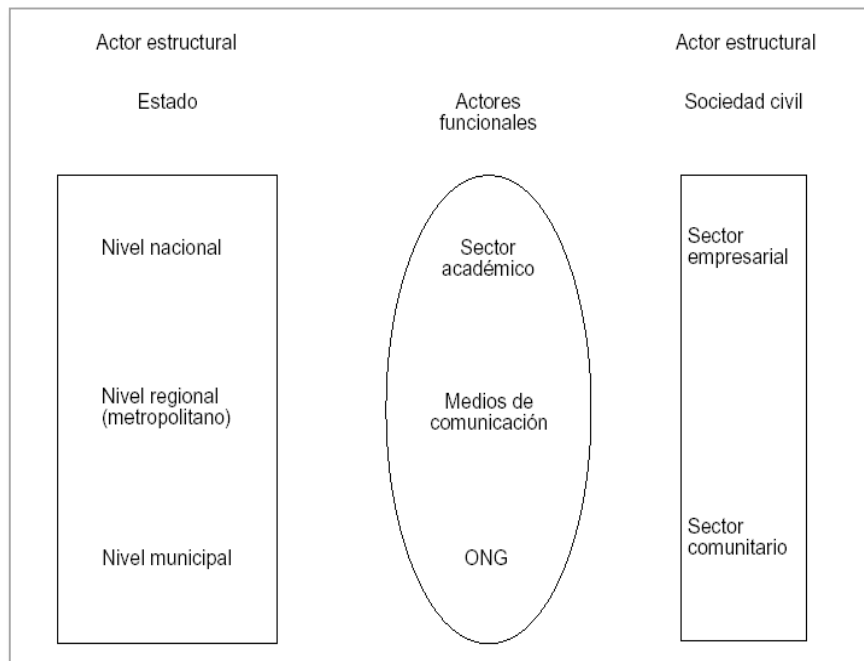 Actor estructural
Estado
Nivel nacional
Nivel regional
(metropolitano)
Nivel municipal
Actores
funcionales
Sector
académico
Medios de
comunicación
ONG
Actor estructural
Sociedad civil
Sector
empresarial
Sector
comunitario